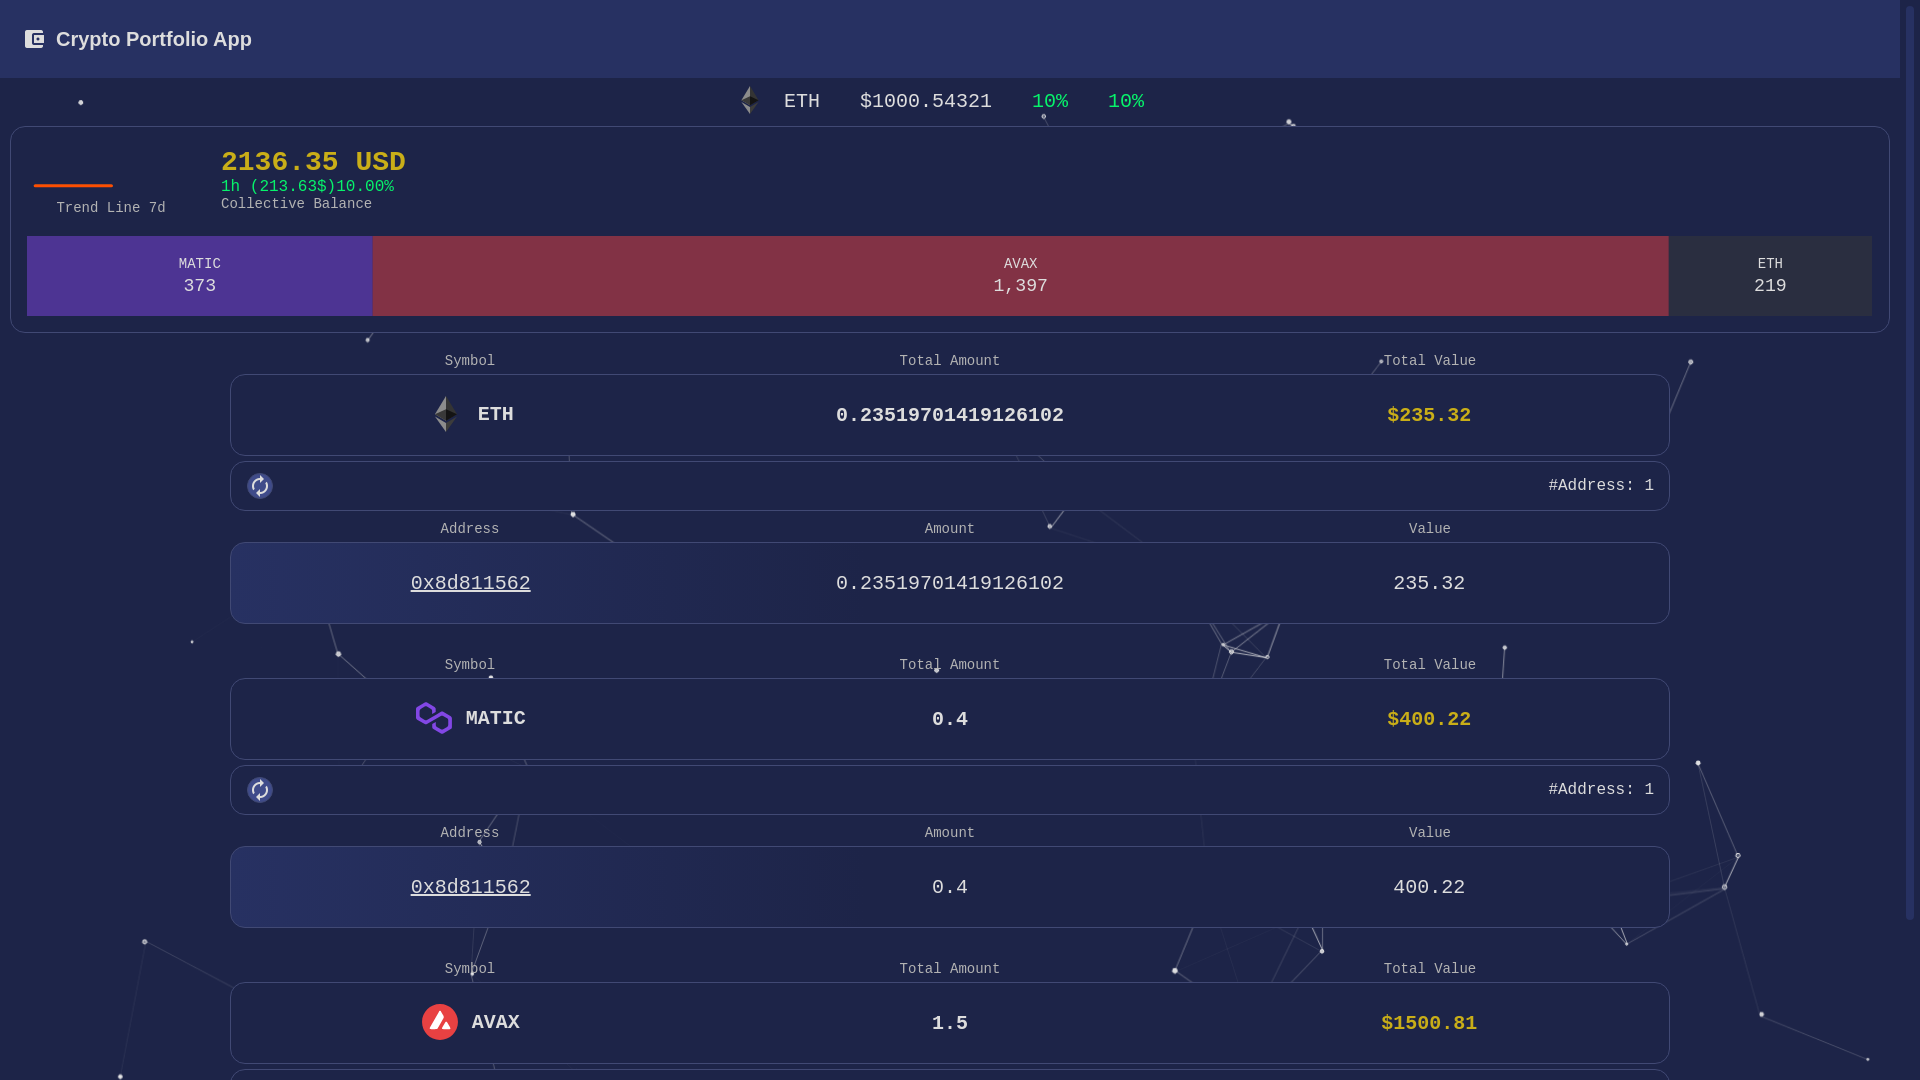 Crypto Portfolio App
ETH $1000.54321 10% 10%
2136.35 USD
1h (213.63$)10.00%
Collective Balance
Trend Line 7d
MATIC AVAX ETH
373 1,397 219
Symbol Total Amount Total Value
ETH 0.23519701419126102 $235.32
#Address: 1
Address Amount Value
0x8d811562 0.23519701419126102 235.32
Symbol Total Amount Total Value
MATIC 0.4 $400.22
#Address: 1
Address Amount Value
0x8d811562 0.4 400.22
Symbol Total Amount Total Value
AVAX 1.5 $1500.81